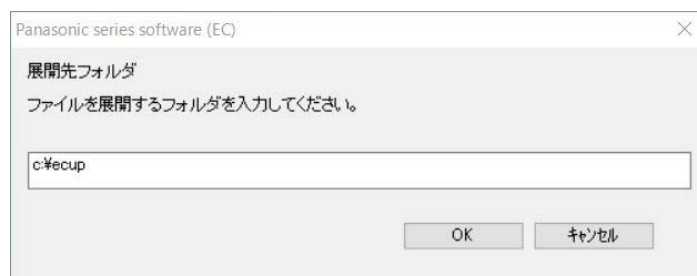 Panasonic series software (EC)
展開先フォルダ
ファイルを展開するフォルダを入力してください。
c:¥ecup
OK
キャンセル